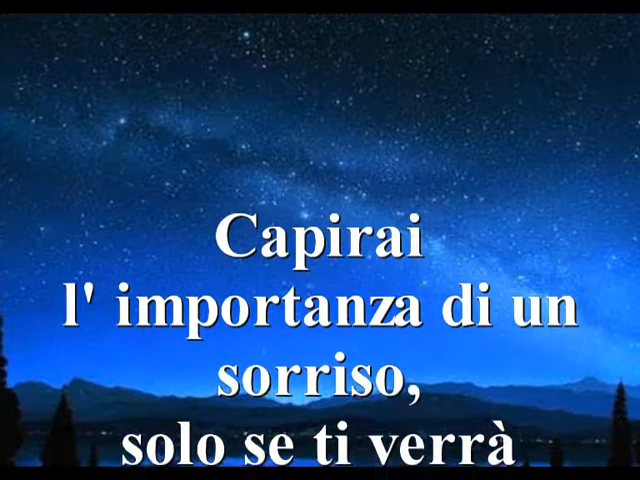 Capirai
l' importanza di un
sorriso,
solo se ti verrà